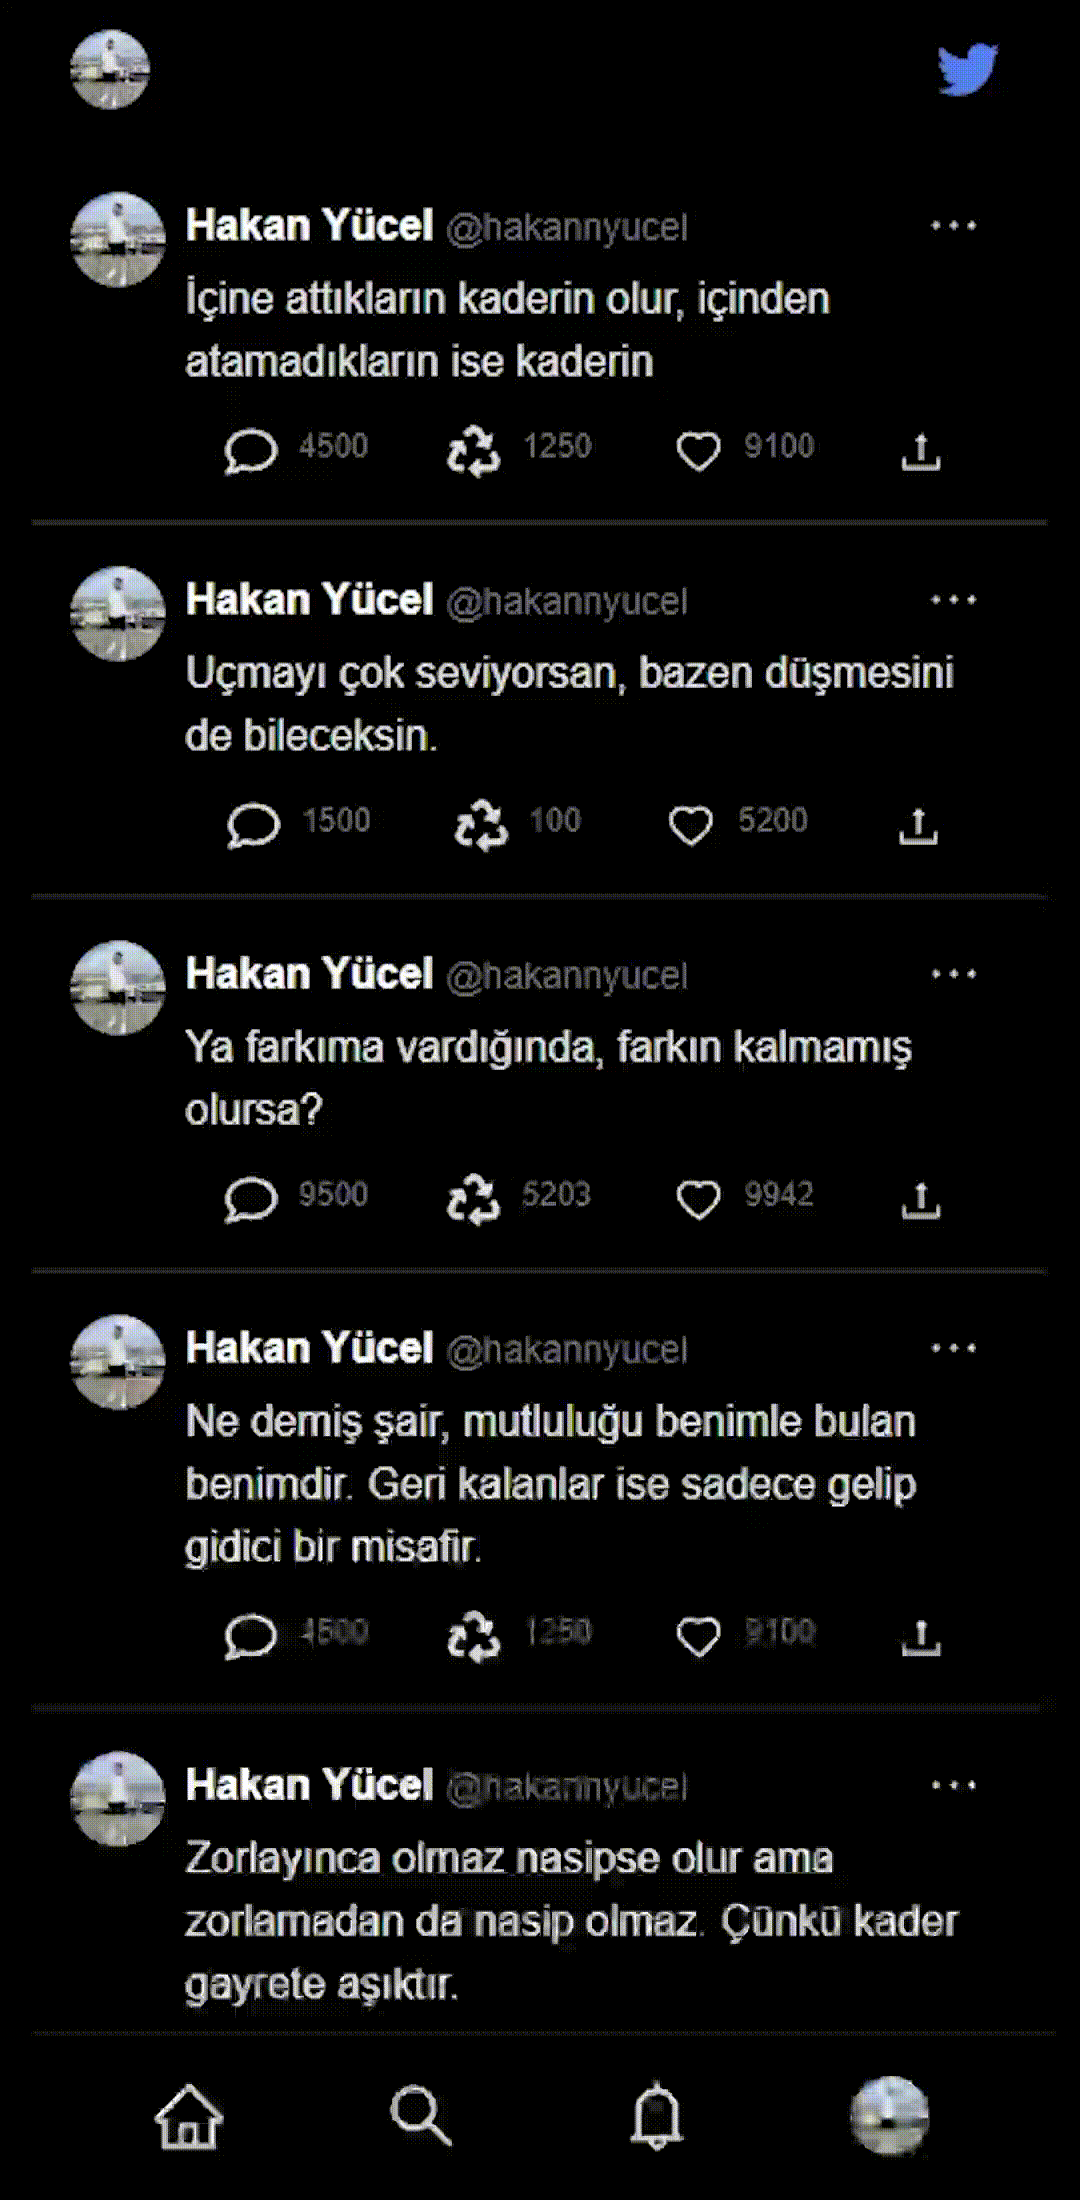 Hakan Yücel @hakannyucel
İçine attıkların kaderin olur, içinden
atamadıkların ise kaderin
4500 1250 9100
Hakan Yücel @hakannyucel
Uçmayı çok seviyorsan, bazen düşmesini
de bileceksin.
1500 100 5200
Hakan Yücel @hakannyucel
Ya farkıma vardığında, farkın kalmamış
olursa?
9500 5203 9942
Hakan Yücel @hakannyucel
Ne demiş şair, mutluluğu benimle bulan
benimdir. Geri kalanlar ise sadece gelip
gidici bir misafir.
4500 1250 9100
Hakan Yücel @hakannyucel
Zorlayınca olmaz nasipse olur ama
zorlamadan da nasip olmaz. Çünkü kader
gayrete aşıktır.